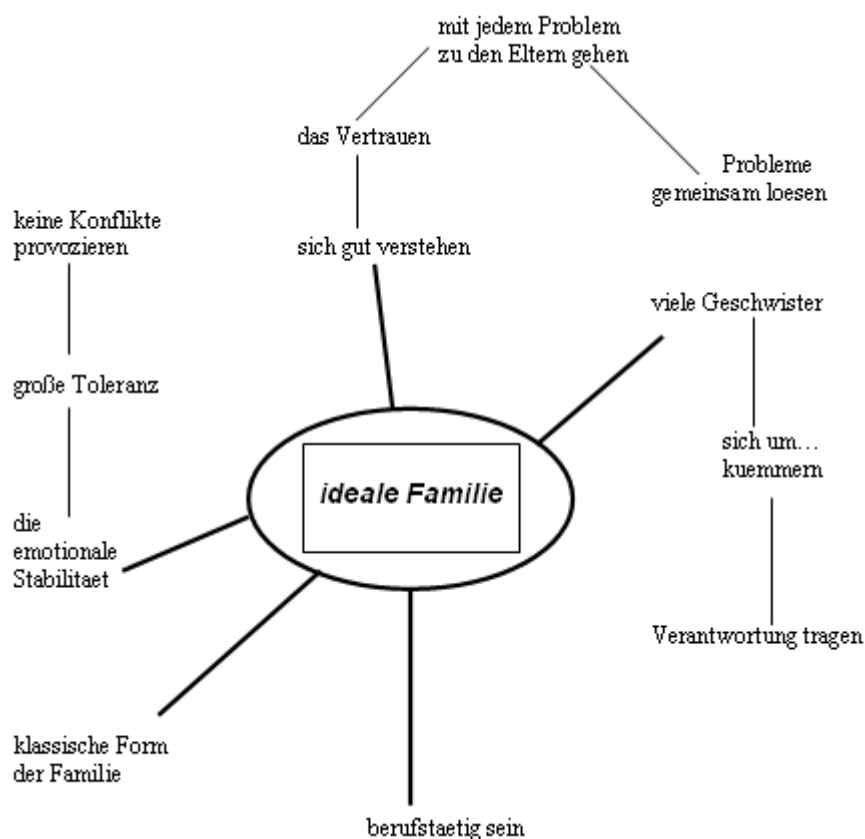 mit jedem Problem
zu den Eltern gehen
das Vertrauen
Probleme
gemeinsam loesen
keine Konflikte
provozieren
sich gut verstehen
viele Geschwister
große Toleranz
sich um...
kuemmern
ideale Familie
die
emotionale
Stabilitaet
Verantwortung tragen
klassische Form
der Familie
berufstaetig sein